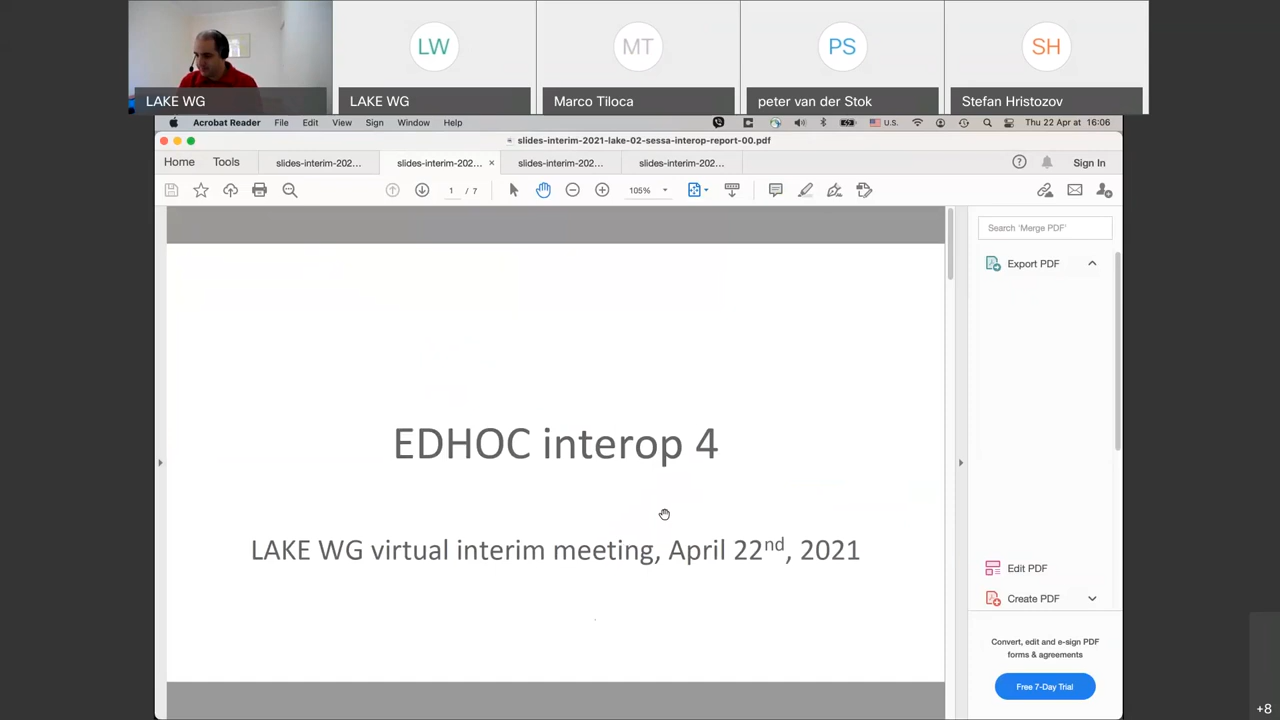 LW
MT
PS
SH
LAKE WG
LAKE WG
Marco Tiloca
peter van der Stok
Stefan Hristozov
Acrobat Reader File Edit View Sign Window Help
U.S.
Thu 22 Apr at 16:06
slides-interim-2021-lake-02-sessa-interop-report-00.pdf
Home Tools slides-interim-202... slides-interim-202... × slides-interim-202... slides-interim-202... Sign In
1 / 7
105%
Search 'Merge PDF'
Export PDF
EDHOC interop 4
LAKE WG virtual interim meeting, April 22nd, 2021
Edit PDF
Create PDF
Convert, edit and e-sign PDF
forms & agreements
Free 7-Day Trial
+8